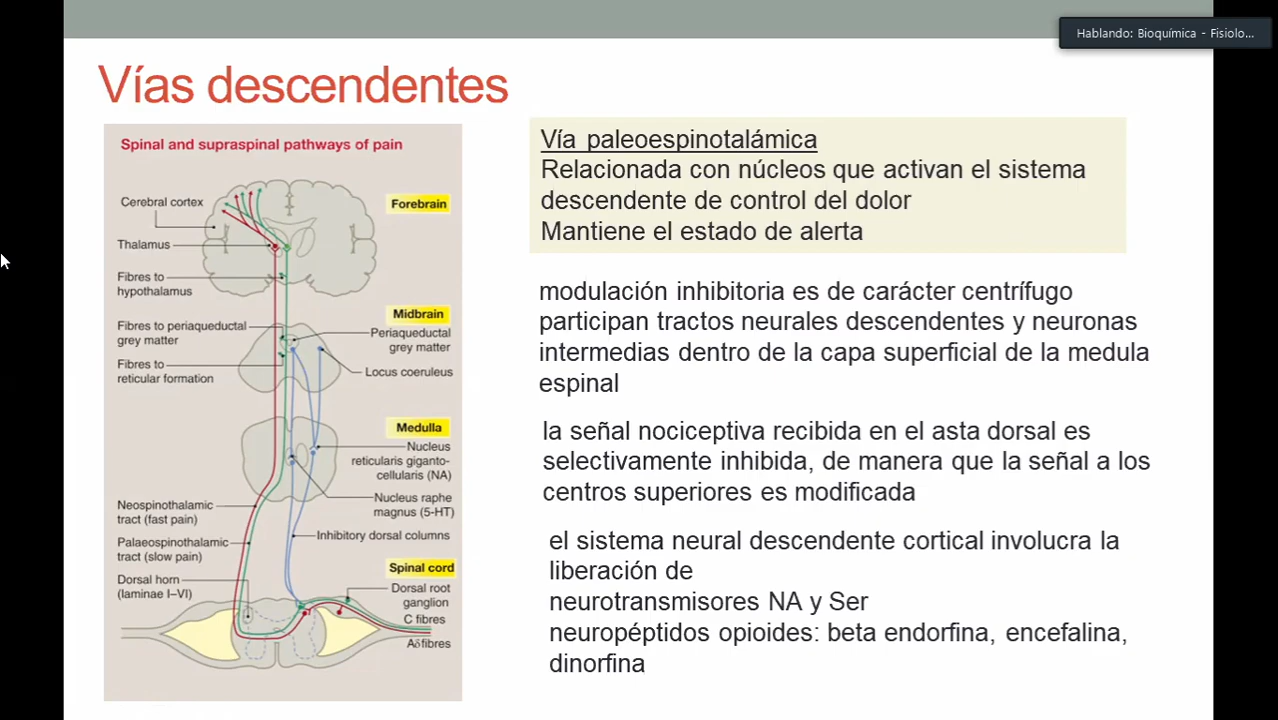 Hablando: Bioquímica - Fisiolo...
Vías descendentes
Spinal and supraspinal pathways of pain
Cerebral cortex
Forebrain
Thalamus
Fibres to
hypothalamus
Midbrain
Fibres to periaqueductal
grey matter
Periaqueductal
grey matter
Fibres to
reticular formation
Locus coeruleus
Medulla
Nucleus
reticularis giganto-
cellularis (NA)
Nucleus raphe
magnus (5-HT)
Neospinothalamic
tract (fast pain)
Inhibitory dorsal columns
Palaeospinothalamic
tract (slow pain)
Spinal cord
Dorsal horn
(laminae I–VI)
Dorsal root
ganglion
C fibres
Aδ fibres
Vía paleoespinotalámica
Relacionada con núcleos que activan el sistema
descendente de control del dolor
Mantiene el estado de alerta
modulación inhibitoria es de carácter centrífugo
participan tractos neurales descendentes y neuronas
intermedias dentro de la capa superficial de la medula
espinal
la señal nociceptiva recibida en el asta dorsal es
selectivamente inhibida, de manera que la señal a los
centros superiores es modificada
el sistema neural descendente cortical involucra la
liberación de
neurotransmisores NA y Ser
neuropéptidos opioides: beta endorfina, encefalina,
dinorfina